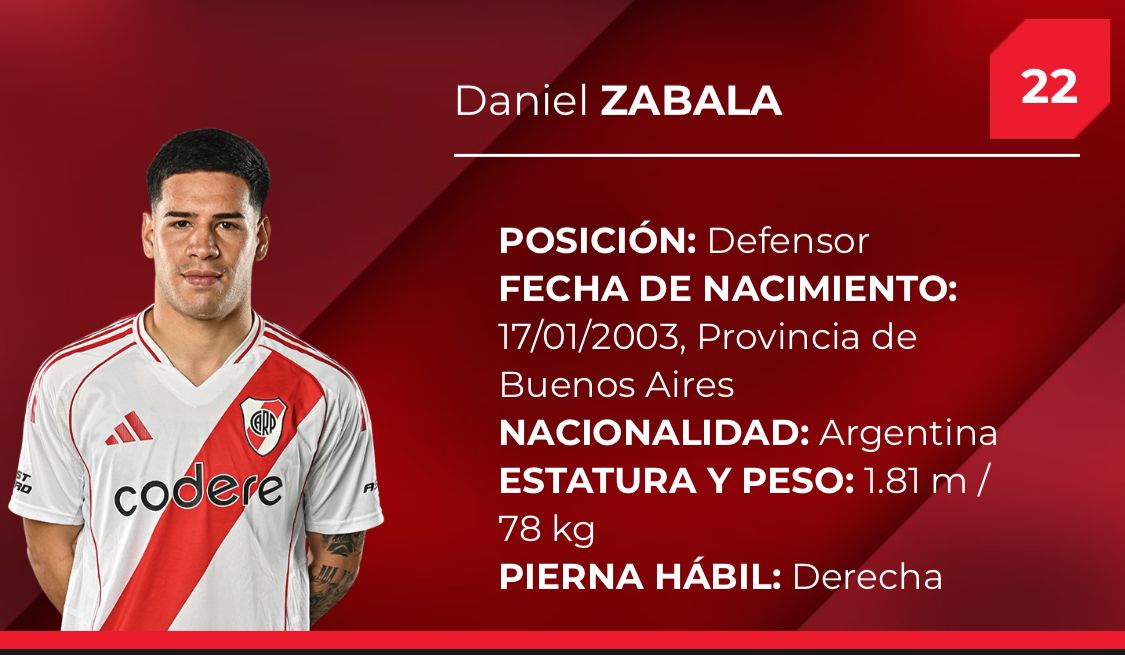 Daniel ZABALA
22
POSICIÓN: Defensor
FECHA DE NACIMIENTO:
17/01/2003, Provincia de
Buenos Aires
NACIONALIDAD: Argentina
ESTATURA Y PESO: 1.81 m /
78 kg
PIERNA HÁBIL: Derecha
CARP
codere